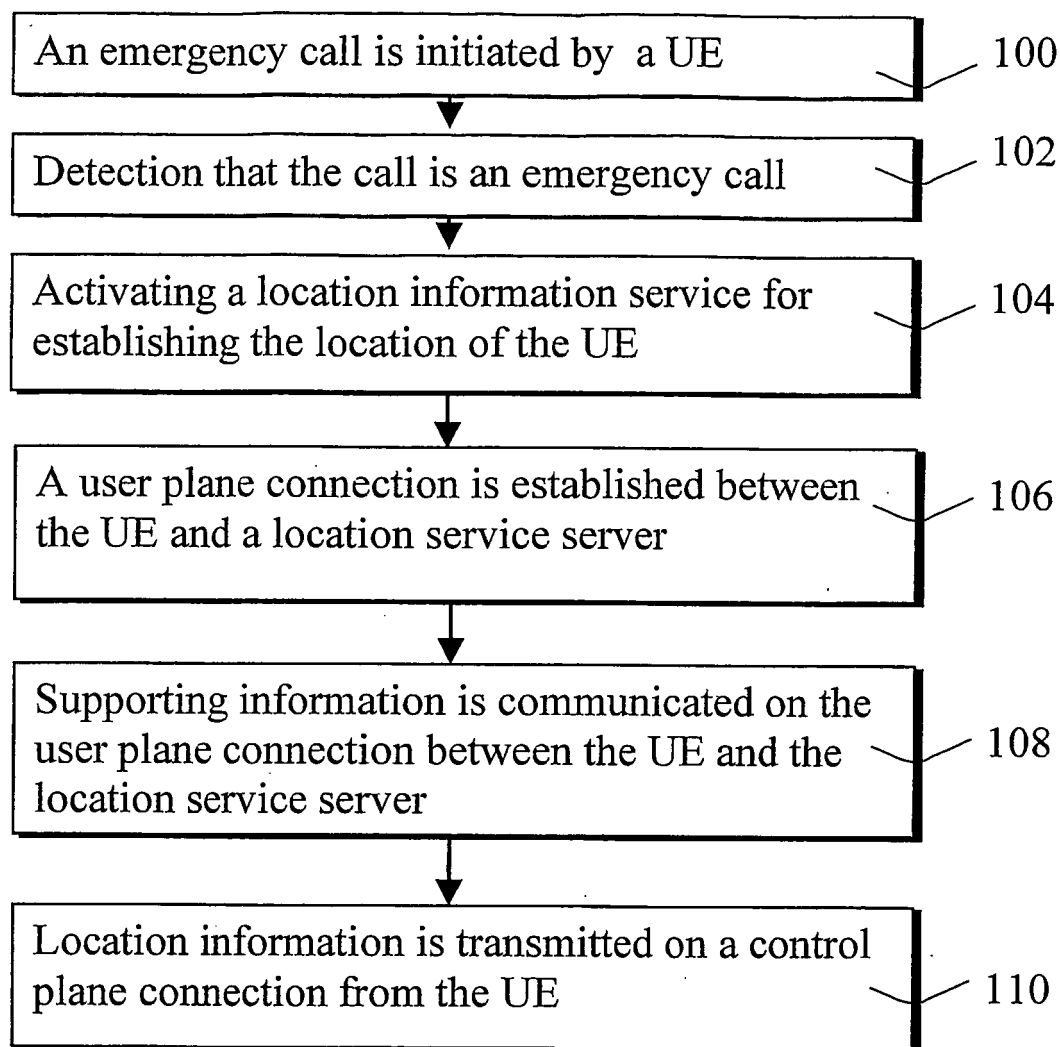 An emergency call is initiated by a UE
100
Detection that the call is an emergency call
102
Activating a location information service for
establishing the location of the UE
104
A user plane connection is established between
the UE and a location service server
106
Supporting information is communicated on the
user plane connection between the UE and the
location service server
108
Location information is transmitted on a control
plane connection from the UE
110